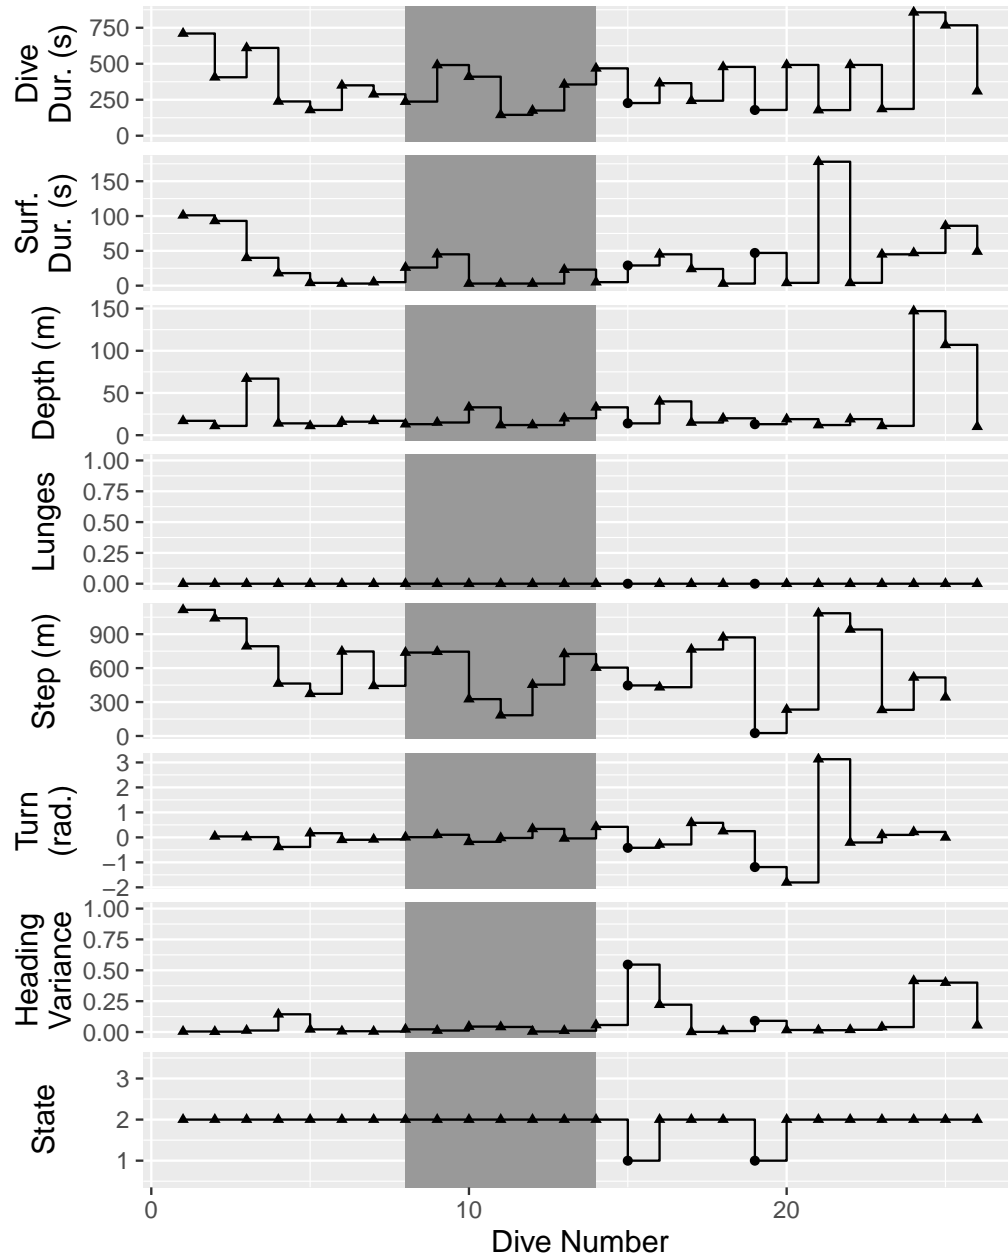 Dive
Dur. (s)
750
500
250
0
Surf.
Dur. (s)
150
100
50
0
Depth (m)
150
100
50
0
Lunges
1.00
0.75
0.50
0.25
0.00
Step (m)
900
600
300
0
Turn
(rad.)
3
2
1
0
−1
−2
Heading
Variance
1.00
0.75
0.50
0.25
0.00
State
3
2
1
0 10 20
Dive Number